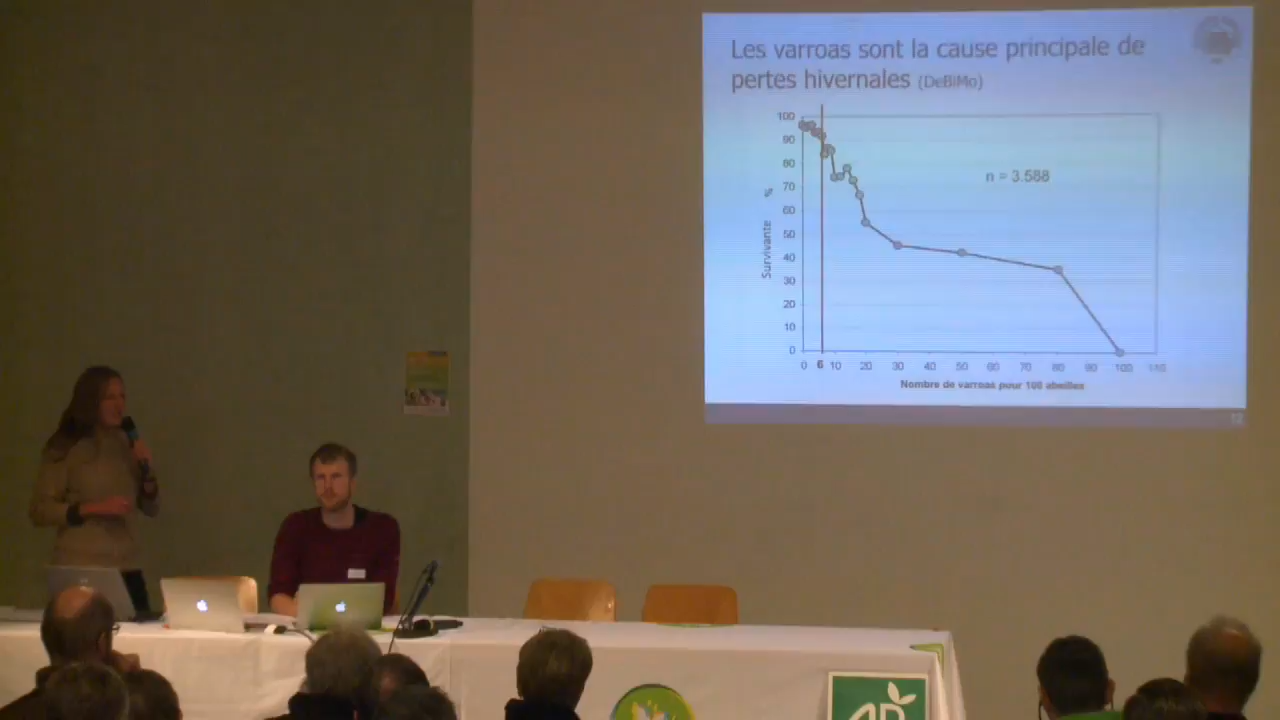 Les varroas sont la cause principale de
pertes hivernales (DeBiMo)
100
90
80
70
60
50
40
30
20
10
0
Survivante %
n = 3.588
0 6 10 20 30 40 50 60 70 80 90 100 110
Nombre de varroas pour 100 abeilles
AB